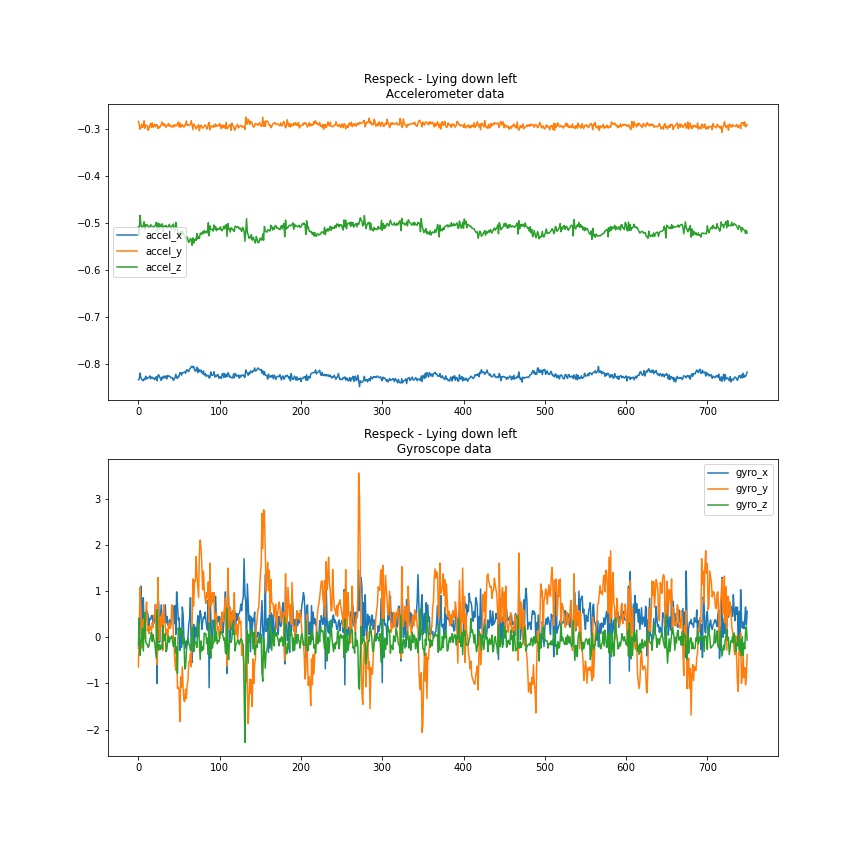 Respeck - Lying down left
Accelerometer data
−0.3
−0.4
−0.5
−0.6
−0.7
−0.8
accel_x
accel_y
accel_z
0 100 200 300 400 500 600 700
Respeck - Lying down left
Gyroscope data
3
2
1
0
−1
−2
gyro_x
gyro_y
gyro_z
0 100 200 300 400 500 600 700